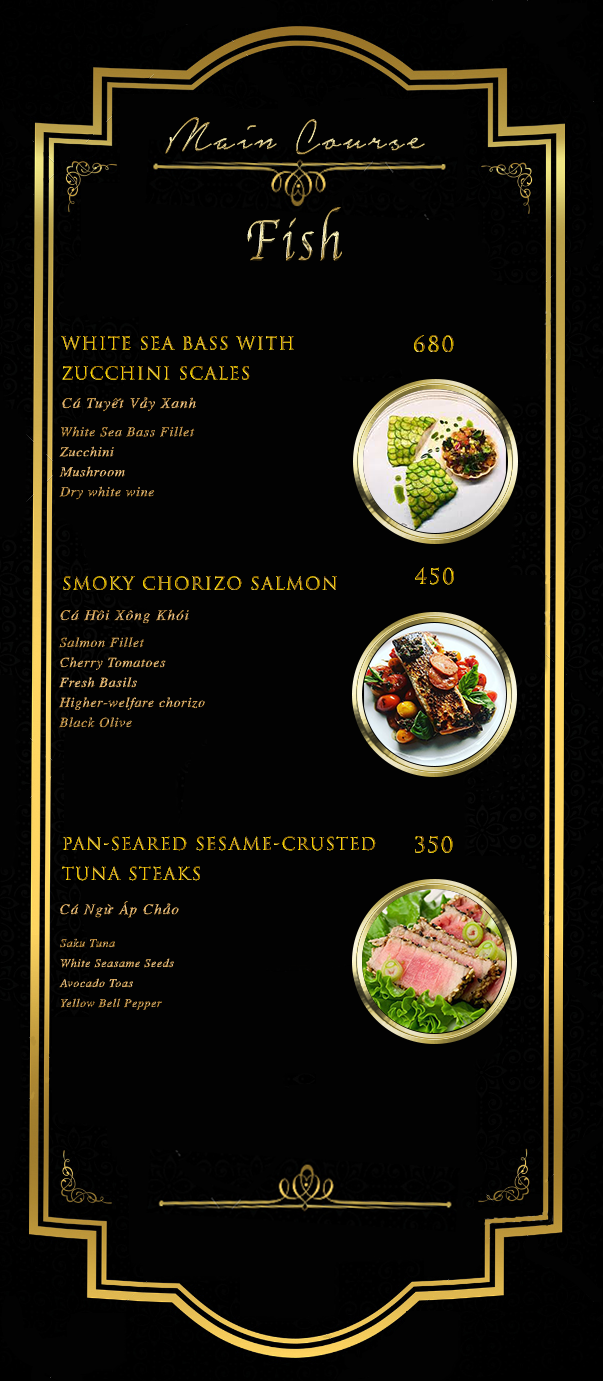 Main Course
Fish
WHITE SEA BASS WITH
ZUCCHINI SCALES
680
Cá Tuyết Vảy Xanh
White Sea Bass Fillet
Zucchini
Mushroom
Dry white wine
SMOKY CHORIZO SALMON
450
Cá Hồi Xông Khói
Salmon Fillet
Cherry Tomatoes
Fresh Basils
Higher-welfare chorizo
Black Olive
PAN-SEARED SESAME-CRUSTED
TUNA STEAKS
350
Cá Ngừ Áp Chảo
Saku Tuna
White Seasame Seeds
Avocado Toas
Yellow Bell Pepper